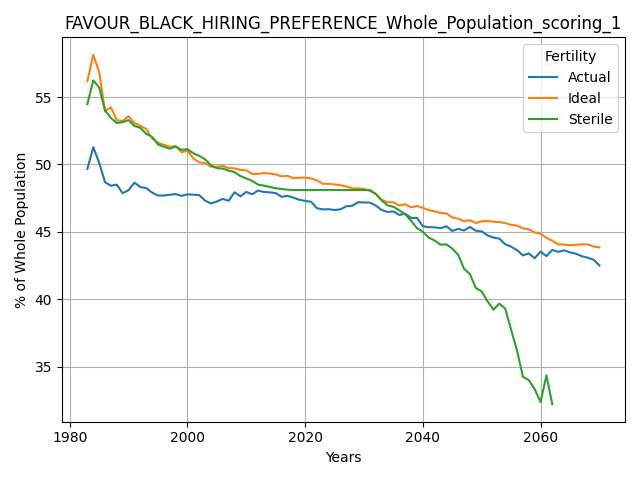 FAVOUR_BLACK_HIRING_PREFERENCE_Whole_Population_scoring_1
Fertility
Actual
Ideal
Sterile
% of Whole Population
55
50
45
40
35
1980
2000
2020
2040
2060
Years